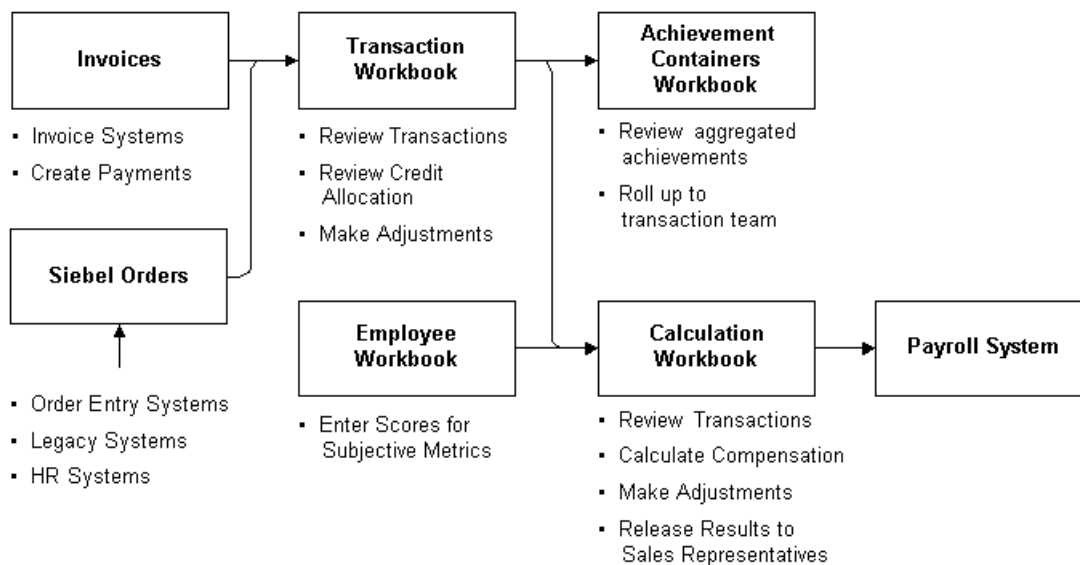 Invoices
▪ Invoice Systems
▪ Create Payments
Transaction
Workbook
▪ Review Transactions
▪ Review Credit
Allocation
▪ Make Adjustments
Achievement
Containers
Workbook
▪ Review aggregated
achievements
▪ Roll up to
transaction team
Siebel Orders
▪ Order Entry Systems
▪ Legacy Systems
▪ HR Systems
Employee
Workbook
▪ Enter Scores for
Subjective Metrics
Calculation
Workbook
▪ Review Transactions
▪ Calculate Compensation
▪ Make Adjustments
▪ Release Results to
Sales Representatives
Payroll System